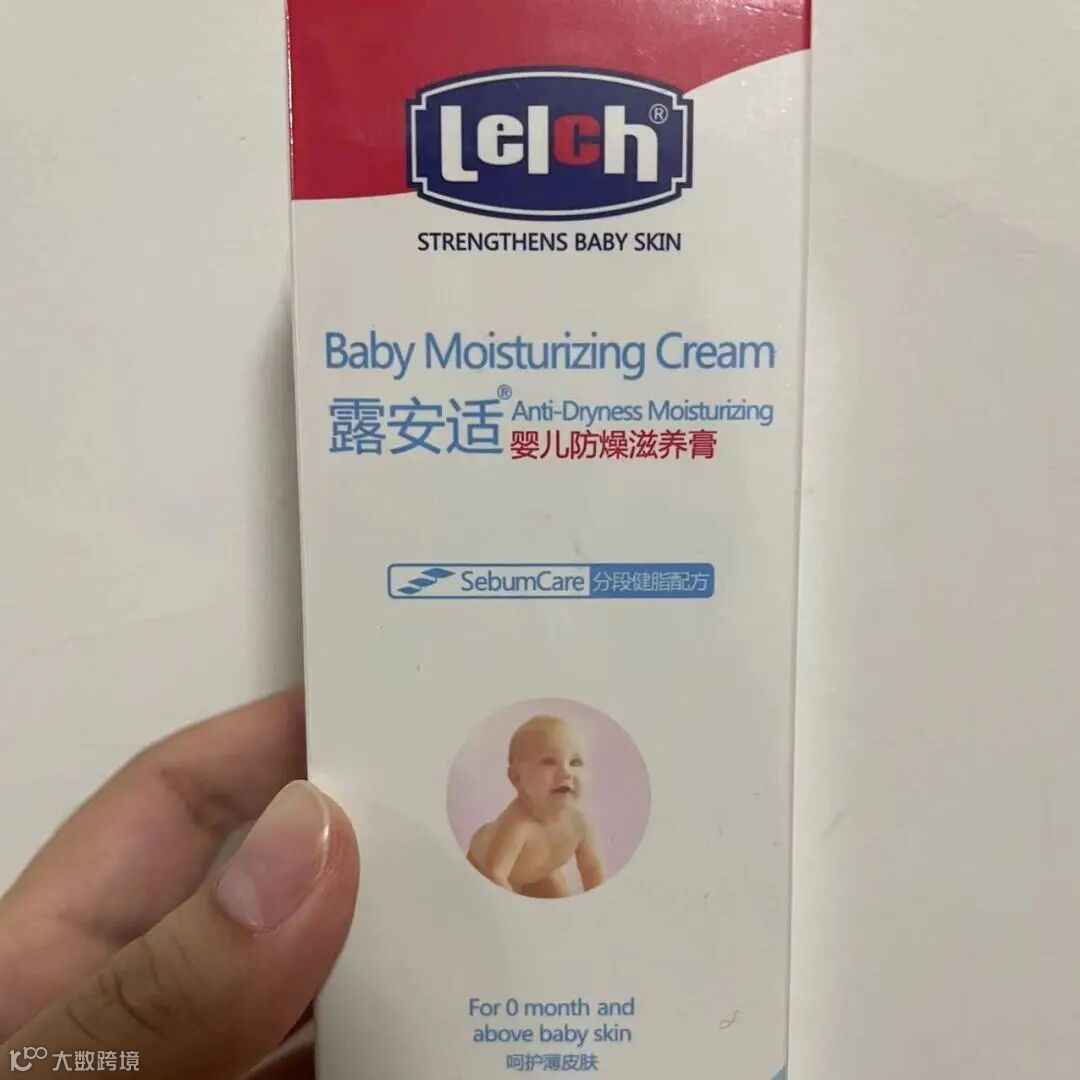 Lelch®
STRENGTHENS BABY SKIN
Baby Moisturizing Cream
露安适® Anti-Dryness Moisturizing
婴儿防燥滋养膏
SebumCare 分段健脂配方
For 0 month and
above baby skin
呵护薄皮肤
大数跨境